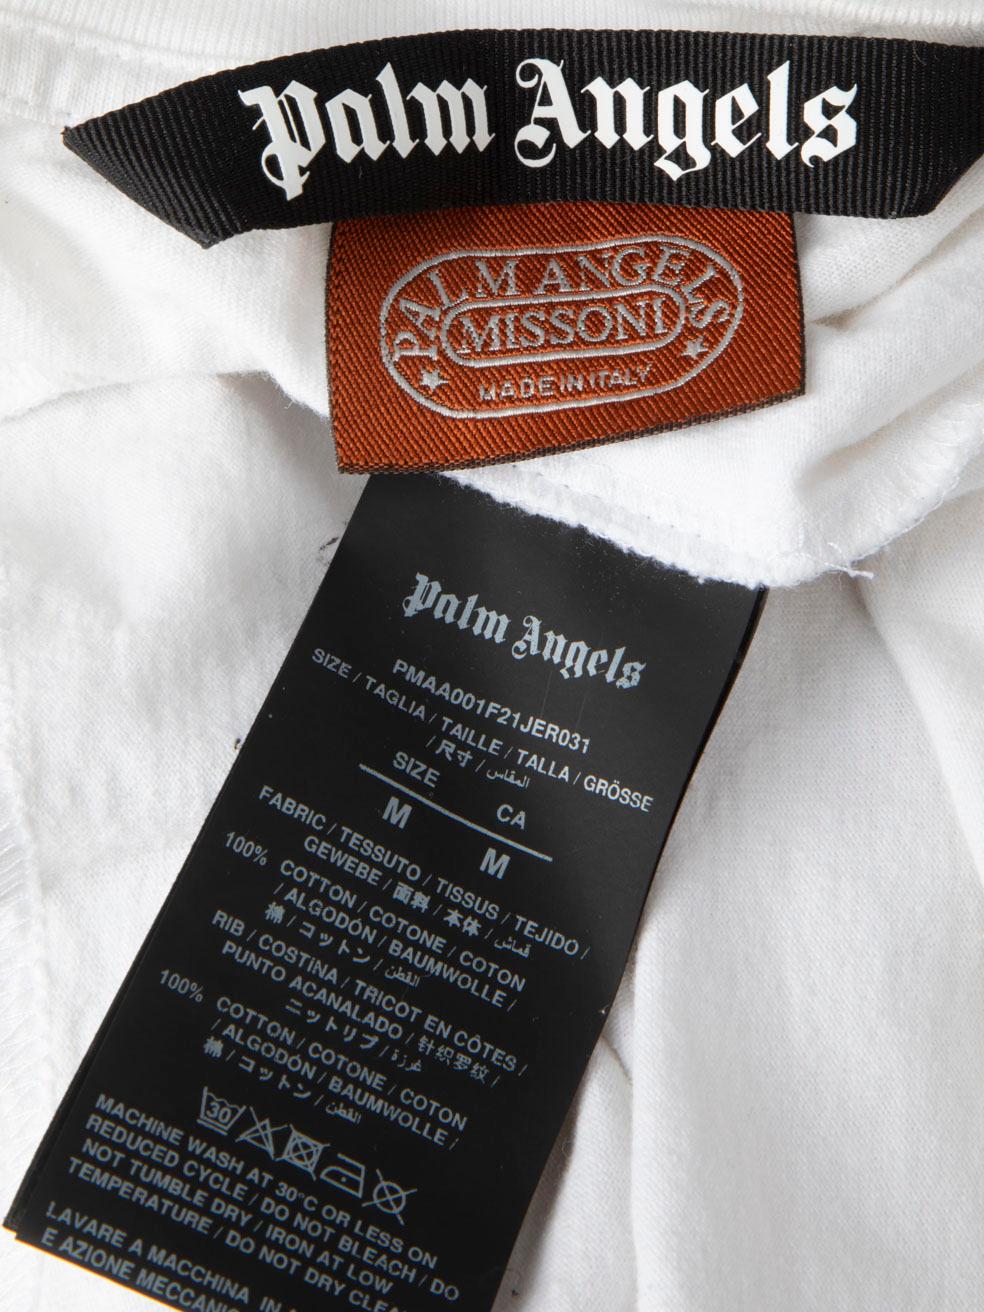 Palm Angels
PALM ANGELS
MISSONI
MADE IN ITALY
Palm Angels
PMAA001F21JER031
SIZE / TAGLIA / TAILLE / TALLA / GRÖSSE
/ 尺寸 / المقاس
SIZE CA
M M
FABRIC / TESSUTO / TISSUS / TEJIDO /
GEWEBE / 面料 / 本体 / قماش
100% COTTON / COTONE / COTON
/ ALGODÓN / BAUMWOLLE /
棉 / コットン / القطن
RIB / COSTINA / TRICOT EN CÔTES /
PUNTO ACANALADO / 针织罗纹 /
ニットリブ / غرزة
100% COTTON / COTONE / COTON
/ ALGODÓN / BAUMWOLLE /
棉 / コットン / القطن
30
MACHINE WASH AT 30°C OR LESS ON
REDUCED CYCLE / DO NOT BLEACH / DO
NOT TUMBLE DRY / IRON AT LOW
TEMPERATURE / DO NOT DRY CLEA
LAVARE A MACCHINA IN
E AZIONE MECCANIC